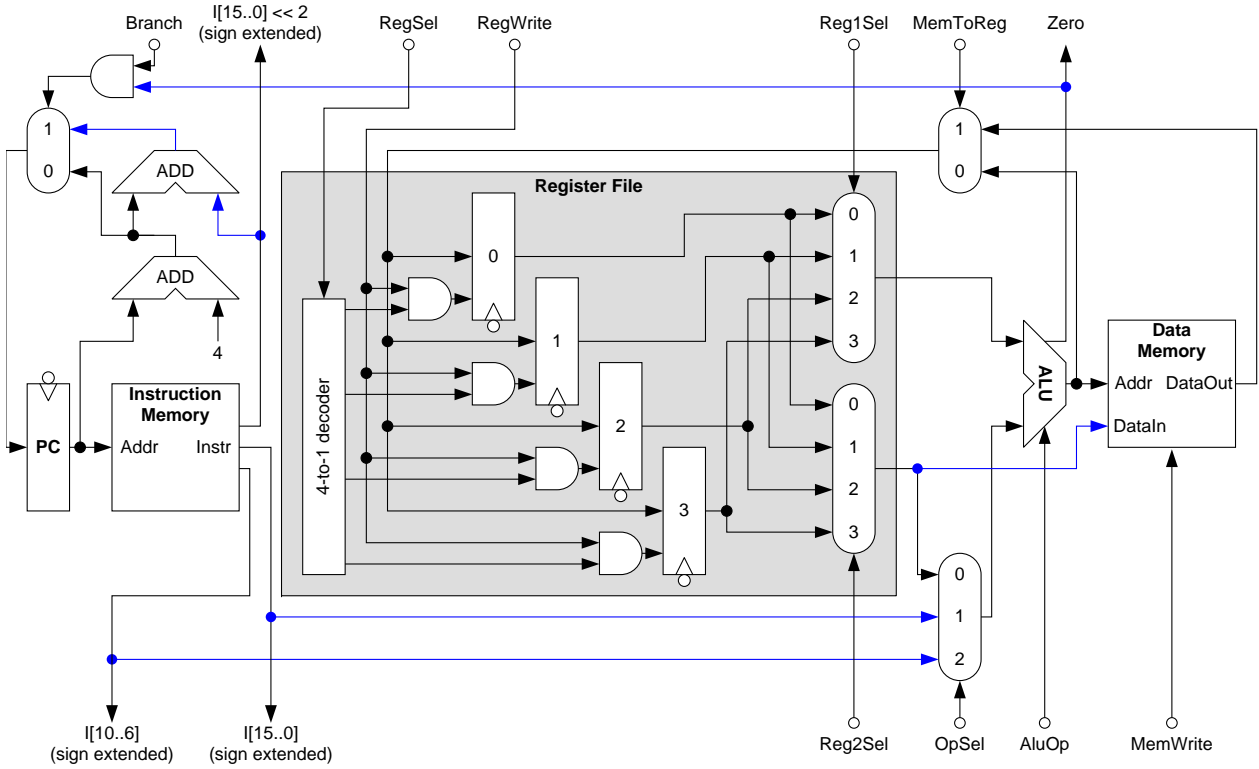 Branch
I[15..0] << 2
(sign extended)
RegSel
RegWrite
Reg1Sel
MemToReg
Zero
1
0
ADD
ADD
4
PC
Instruction
Memory
Addr
Instr
Register File
4-to-1 decoder
0
1
2
3
0
1
2
3
0
1
2
3
1
0
ALU
Data
Memory
Addr
DataOut
DataIn
0
1
2
I[10..6]
(sign extended)
I[15..0]
(sign extended)
Reg2Sel
OpSel
AluOp
MemWrite